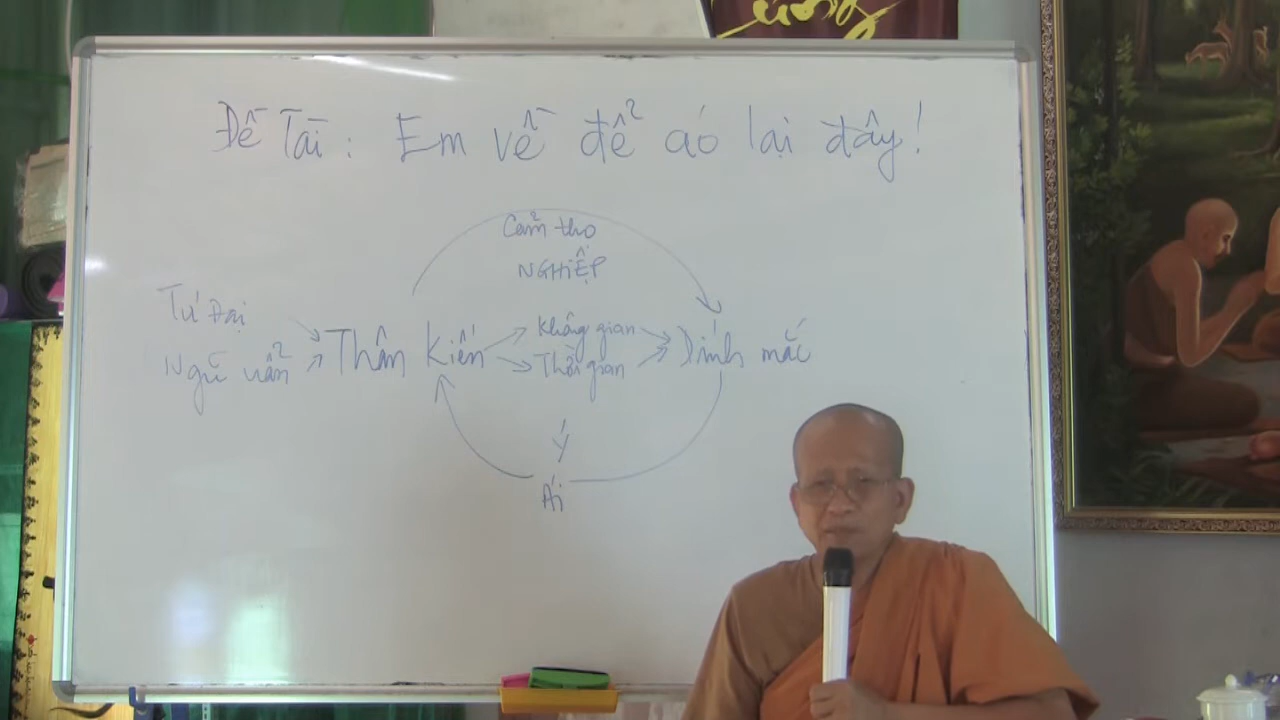 Đề Tài : Em về để áo lại đây!
Cảm thọ
NGHIỆP
Tứ Đại
Ngũ uẩn
Thân Kiến
Không gian
Thời gian
Dính mắc
Ý
Ái